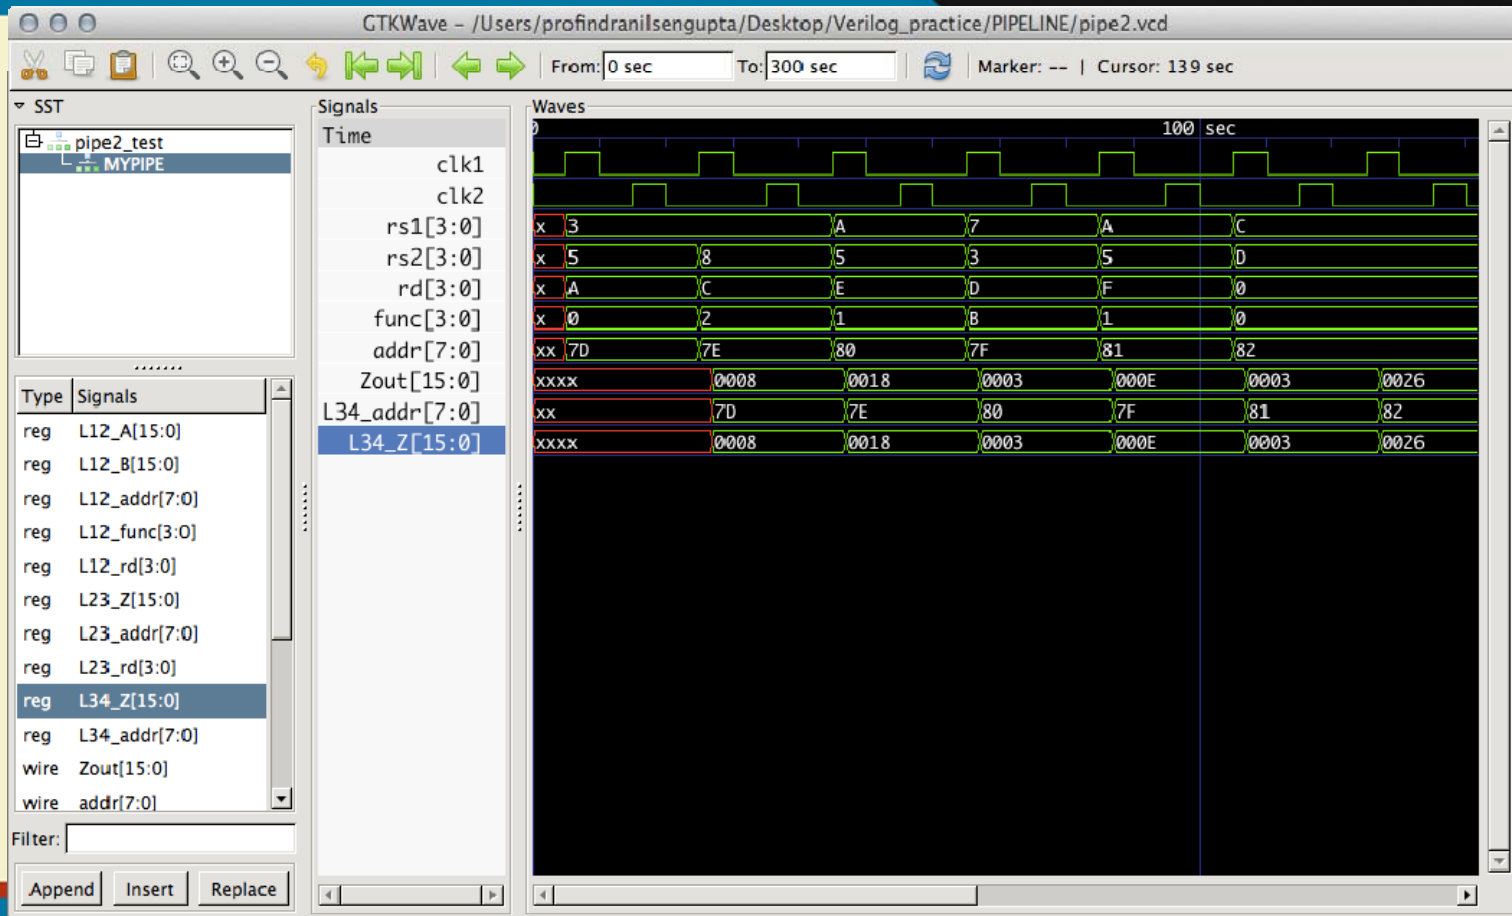 GTKWave – /Users/profindranilsengupta/Desktop/Verilog_practice/PIPELINE/pipe2.vcd
From: 0 sec To: 300 sec Marker: -- | Cursor: 139 sec
SST
pipe2_test
MYPIPE
Type Signals
reg L12_A[15:0]
reg L12_B[15:0]
reg L12_addr[7:0]
reg L12_func[3:0]
reg L12_rd[3:0]
reg L23_Z[15:0]
reg L23_addr[7:0]
reg L23_rd[3:0]
reg L34_Z[15:0]
reg L34_addr[7:0]
wire Zout[15:0]
wire addr[7:0]
Filter:
Append Insert Replace
Signals
Time
clk1
clk2
rs1[3:0]
rs2[3:0]
rd[3:0]
func[3:0]
addr[7:0]
Zout[15:0]
L34_addr[7:0]
L34_Z[15:0]
Waves
0 100 sec
x 3 A 7 A C
x 5 8 5 3 5 D
x A C E D F 0
x 0 2 1 B 1 0
xx 7D 7E 80 7F 81 82
xxxx 0008 0018 0003 000E 0003 0026
xx 7D 7E 80 7F 81 82
xxxx 0008 0018 0003 000E 0003 0026